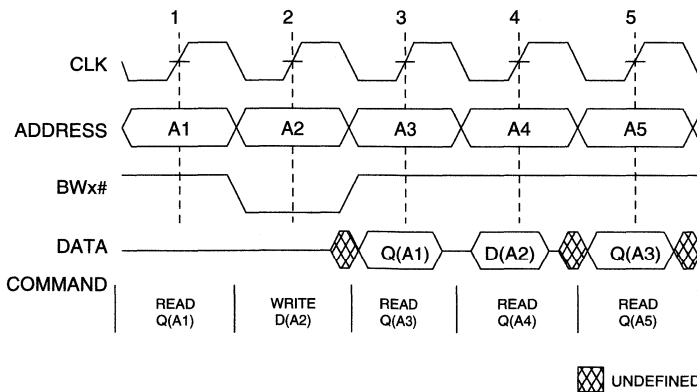 1 2 3 4 5
CLK
ADDRESS A1 A2 A3 A4 A5
BWx#
DATA Q(A1) D(A2) Q(A3)
COMMAND
READ WRITE READ READ READ
Q(A1) D(A2) Q(A3) Q(A4) Q(A5)
UNDEFINED